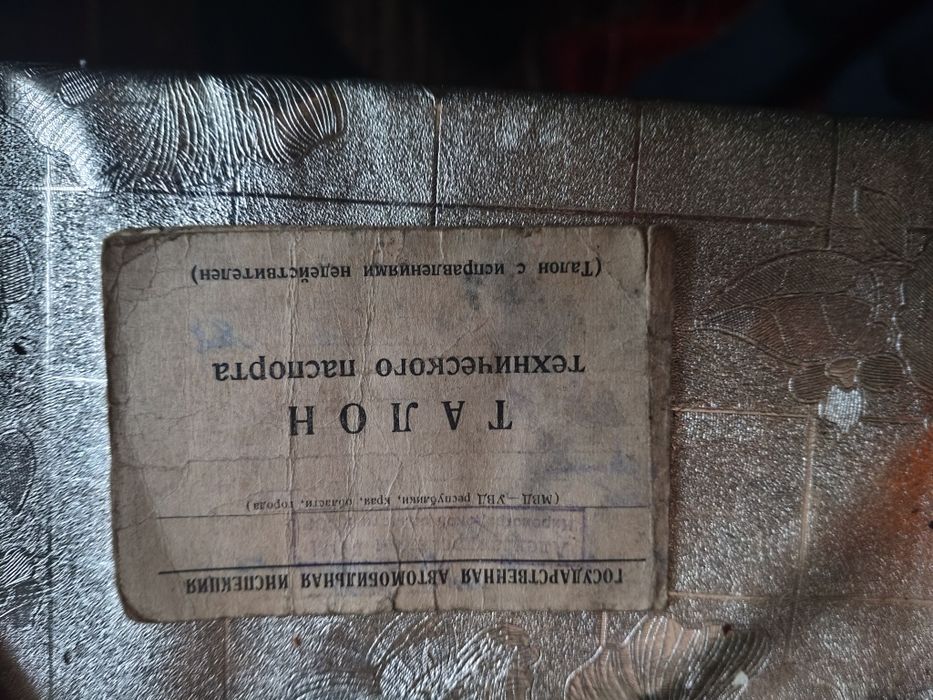 ГОСУДАРСТВЕННАЯ АВТОМОБИЛЬНАЯ ИНСПЕКЦИЯ
(МВД — УВД республики, края, области, города)
ТАЛОН
технического паспорта
(Талон с исправлениями недействителен)